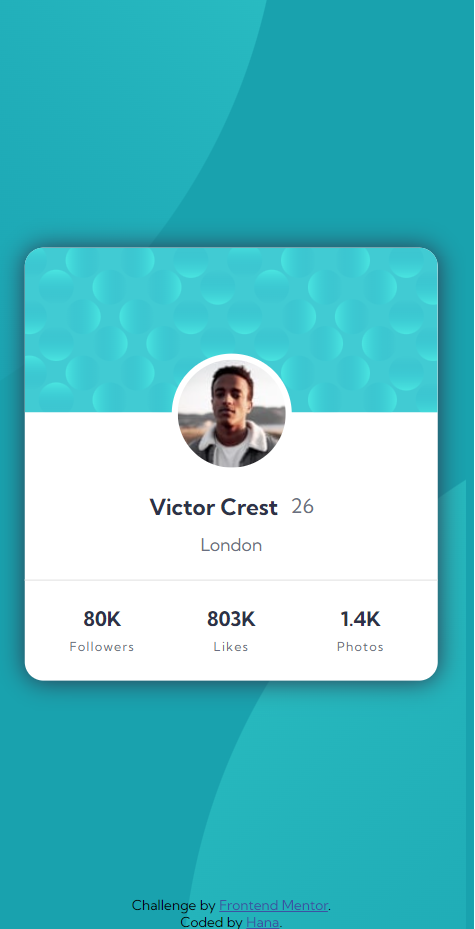 Victor Crest 26
London
80K 803K 1.4K
Followers Likes Photos
Challenge by Frontend Mentor.
Coded by Hana.